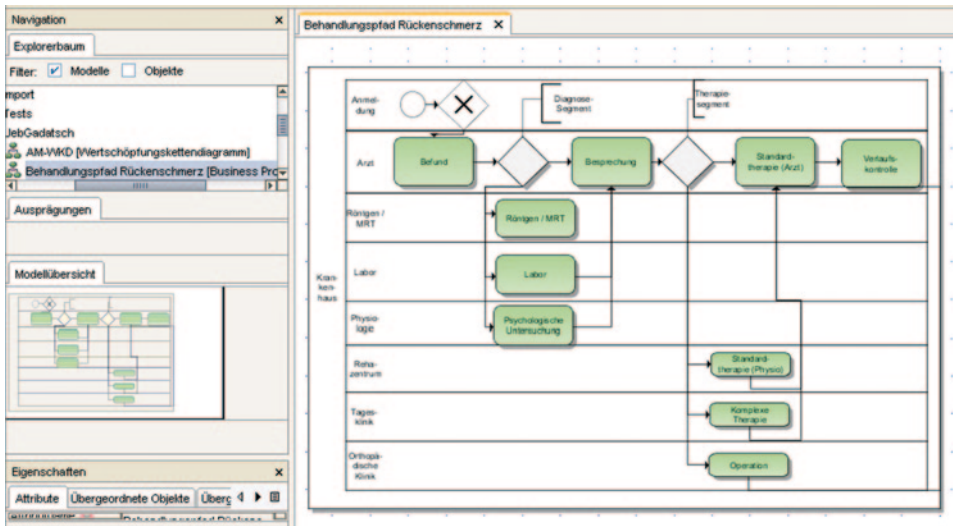 Navigation
Explorerbaum
Filter:
Modelle
Objekte
mport
Tests
JebGadatsch
AM-WKD [Wertschöpfungskettendiagramm]
Behandlungspfad Rückenschmerz [Business Pro
Ausprägungen
Modellübersicht
Eigenschaften
Attribute
Übergeordnete Objekte
Überg
Behandlungspfad Rückenschmerz
Kran-
ken-
haus
Anmel-
dung
Diagnose-
Segment
Therapie-
segment
Arzt
Befund
Besprechung
Standard-
therapie (Arzt)
Verlaufs-
kontrolle
Röntgen /
MRT
Röntgen / MRT
Labor
Labor
Physio-
logie
Psychologische
Untersuchung
Reha-
zentrum
Standard-
therapie (Physio)
Tages-
klinik
Komplexe
Therapie
Orthopä-
dische
Klinik
Operation